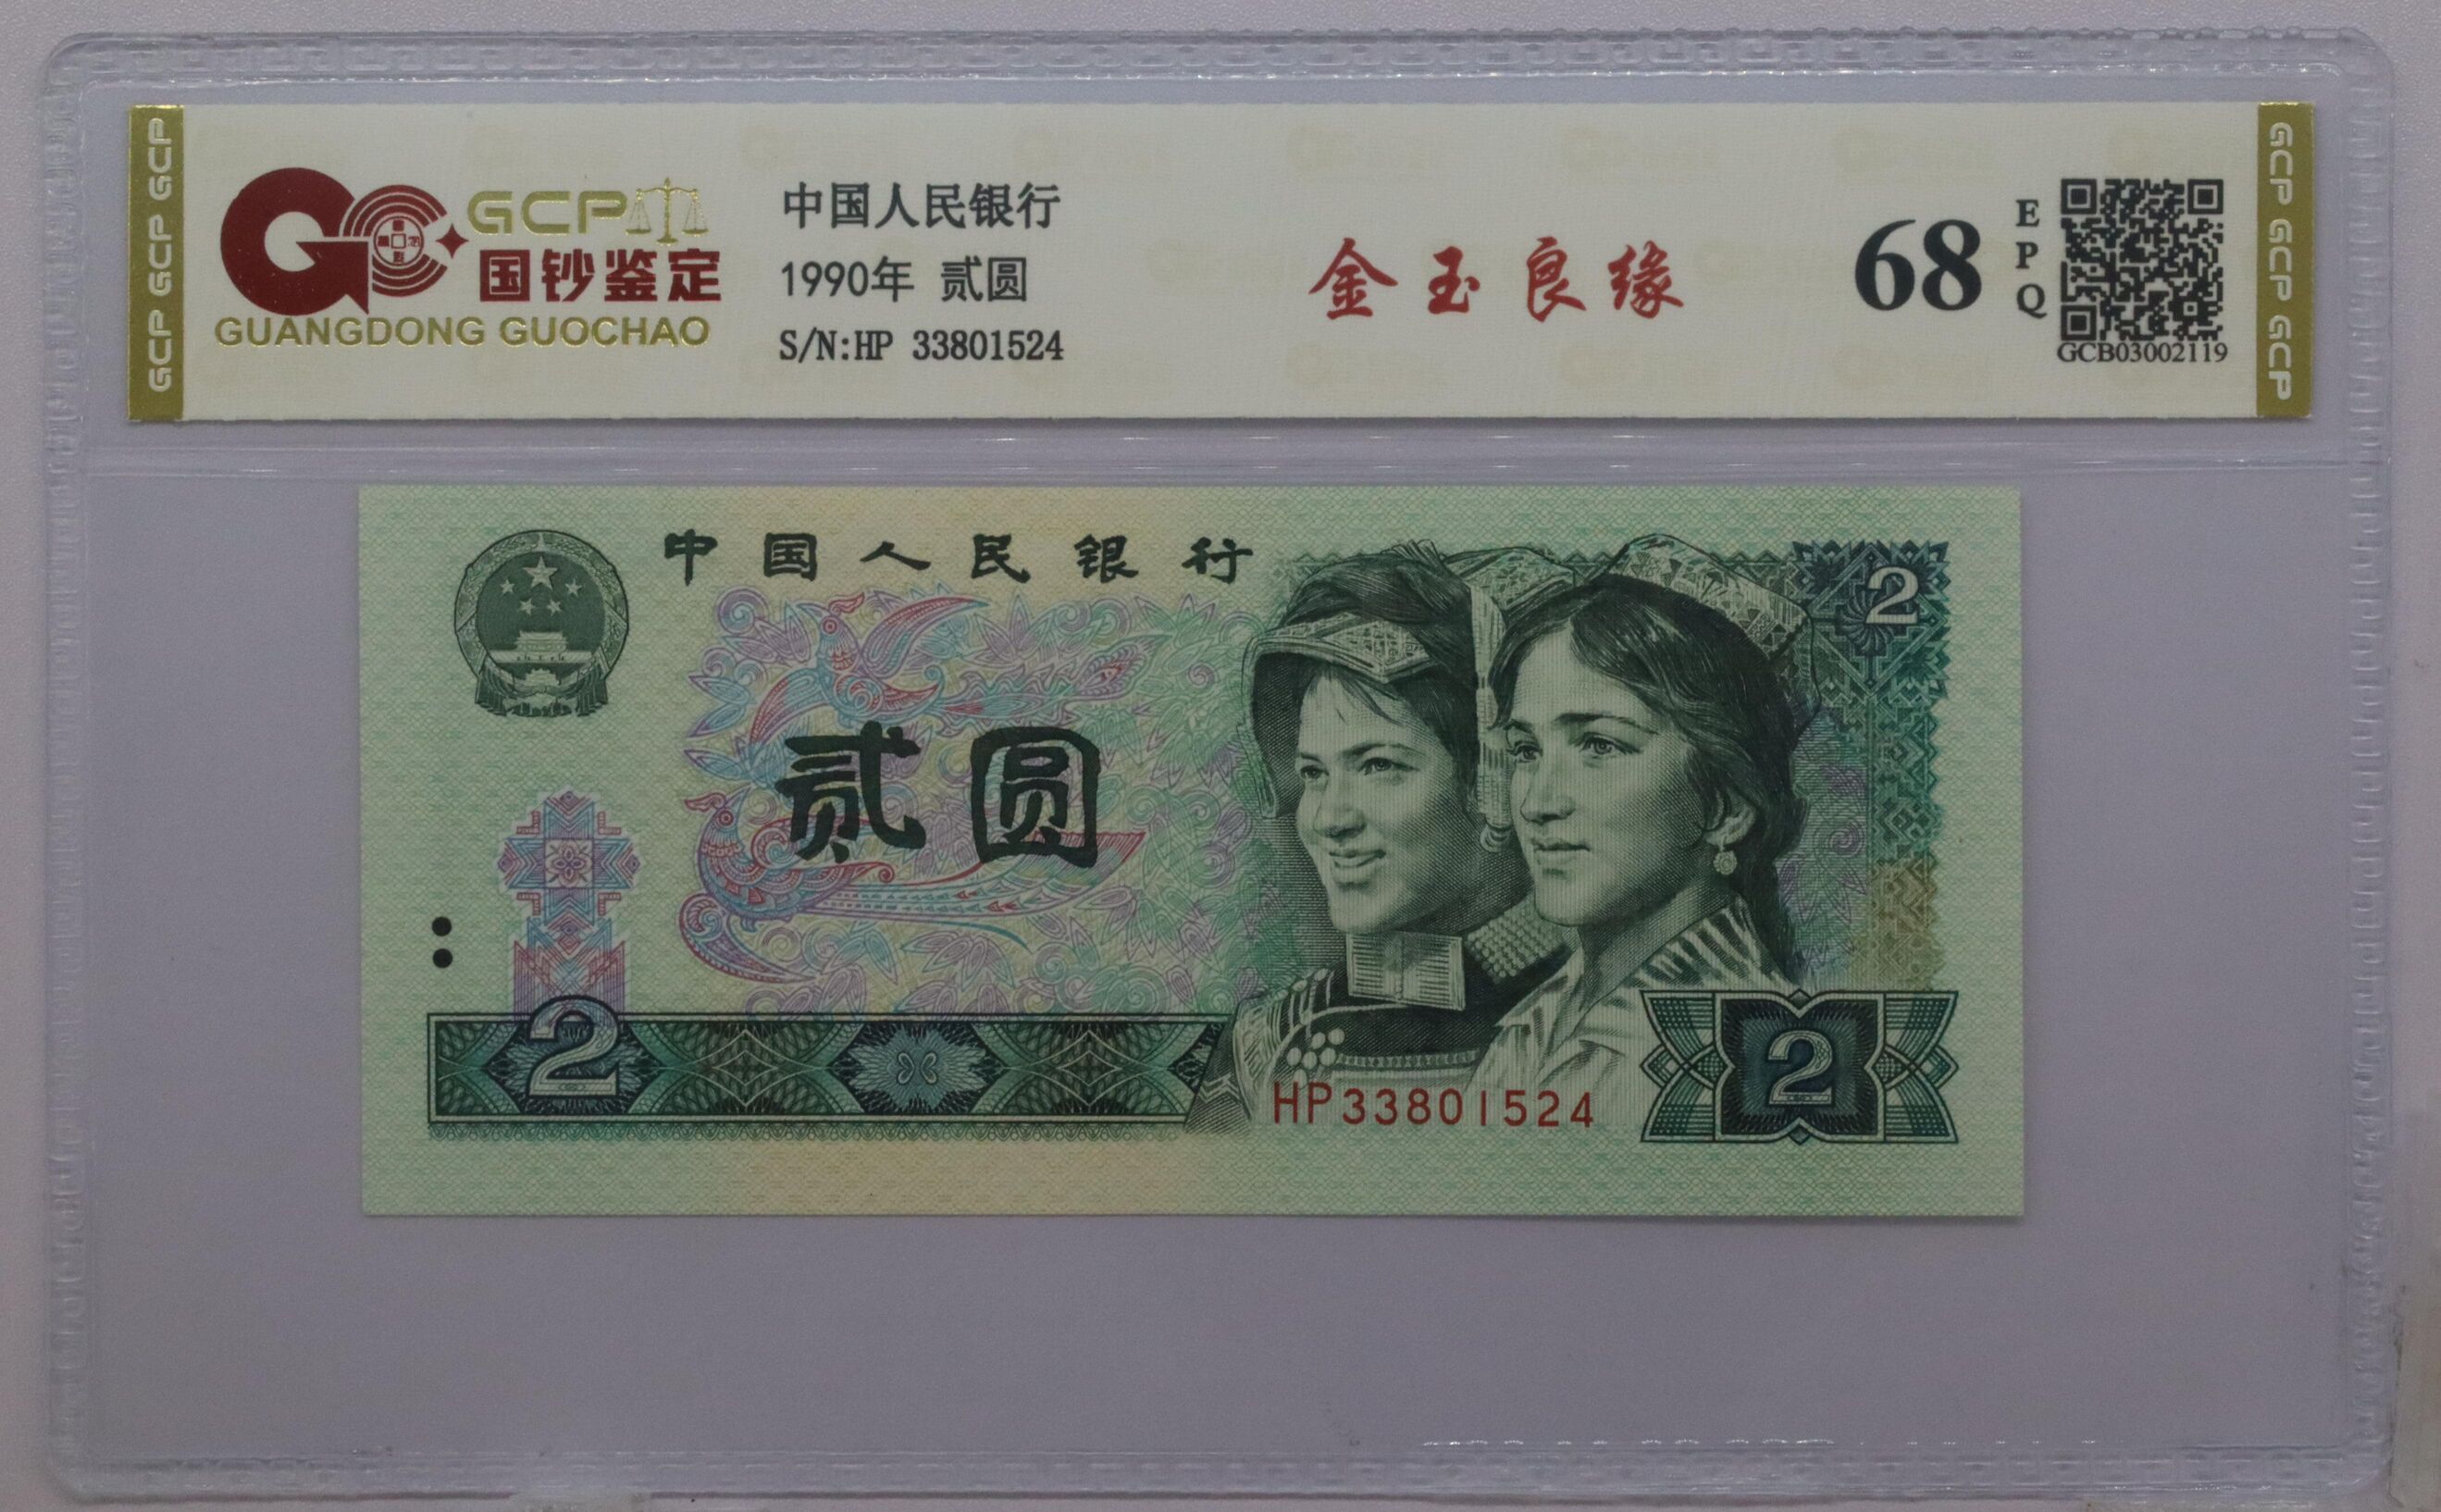 GCP GCP GCP
GCP
国钞鉴定
GUANGDONG GUOCHAO
中国人民银行
1990年 贰圆
S/N:HP 33801524
金玉良缘
68
EPQ
GCB03002119
GCP GCP GCP
中国人民银行
2
贰圆
2
HP33801524
2